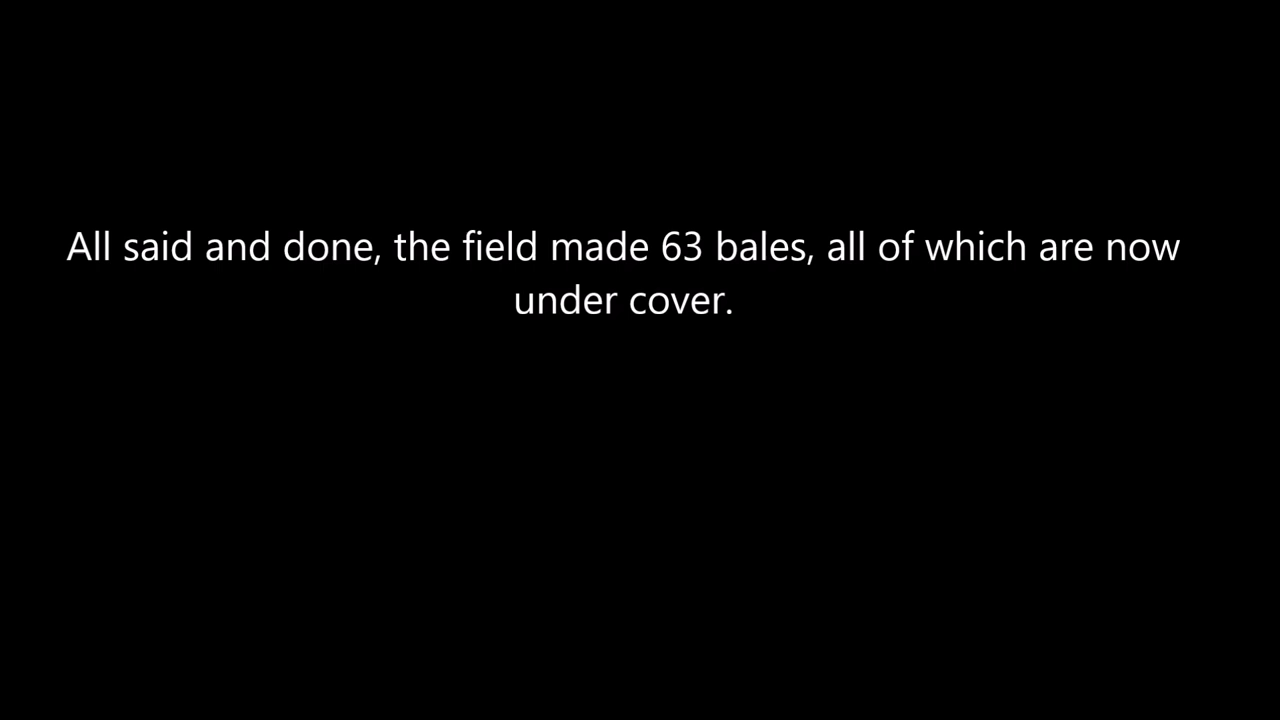 All said and done, the field made 63 bales, all of which are now
under cover.